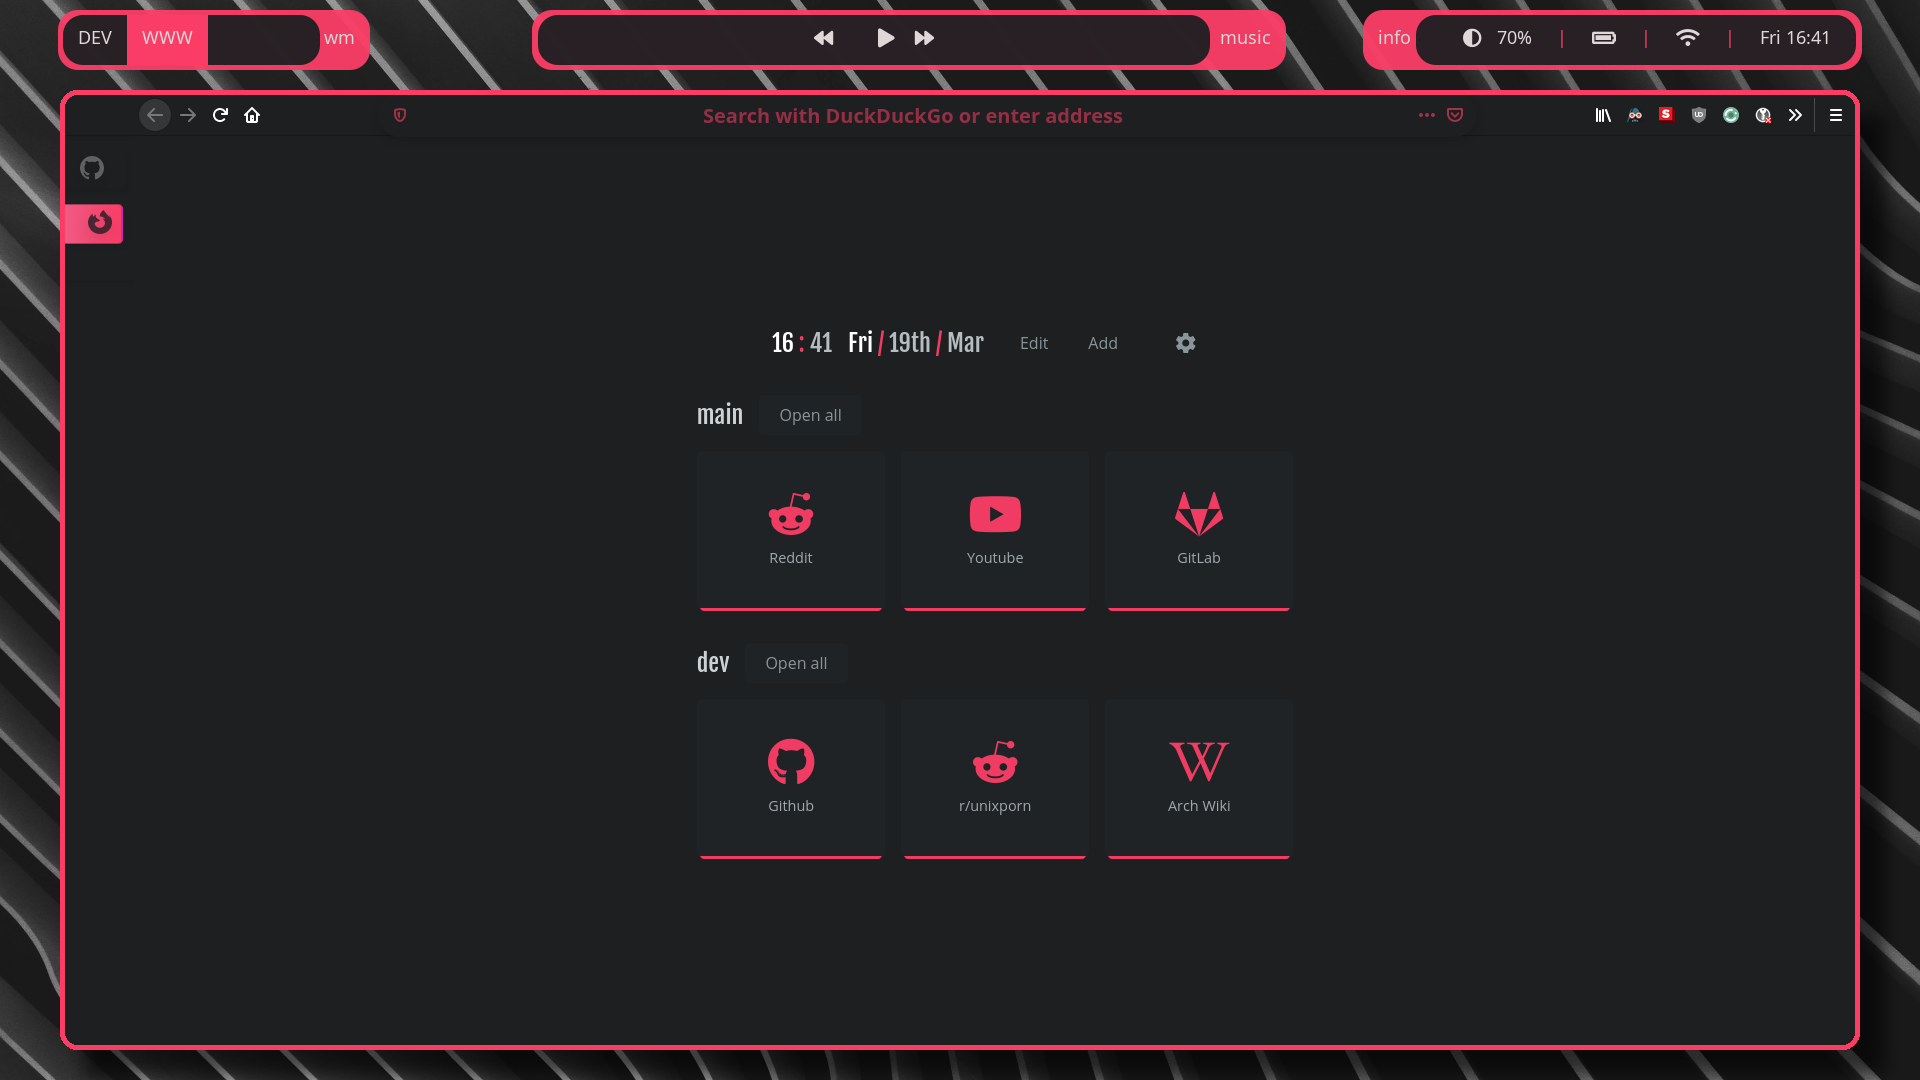 DEV WWW wm music info 70% | | | Fri 16:41
Search with DuckDuckGo or enter address
16 : 41 Fri / 19th / Mar Edit Add
main Open all
Reddit Youtube GitLab
dev Open all
Github r/unixporn Arch Wiki